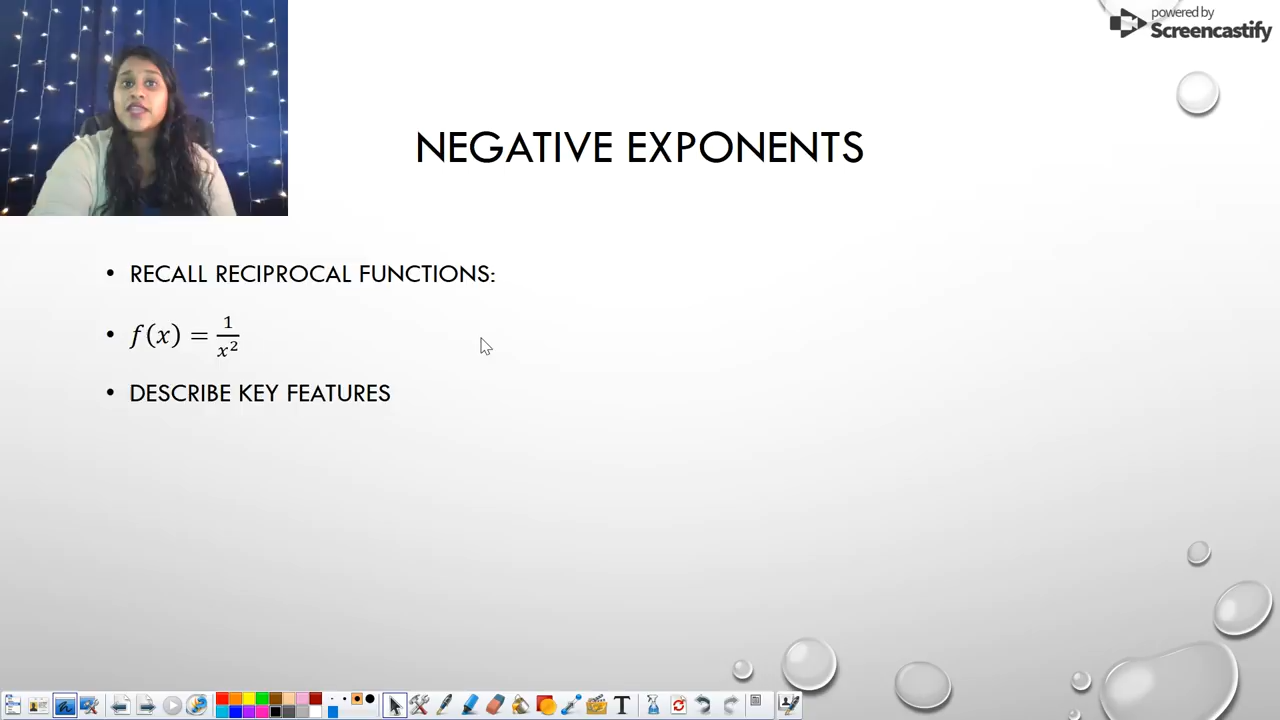 powered by
Screencastify
NEGATIVE EXPONENTS
• RECALL RECIPROCAL FUNCTIONS:
• f(x) = 1/x²
• DESCRIBE KEY FEATURES
T